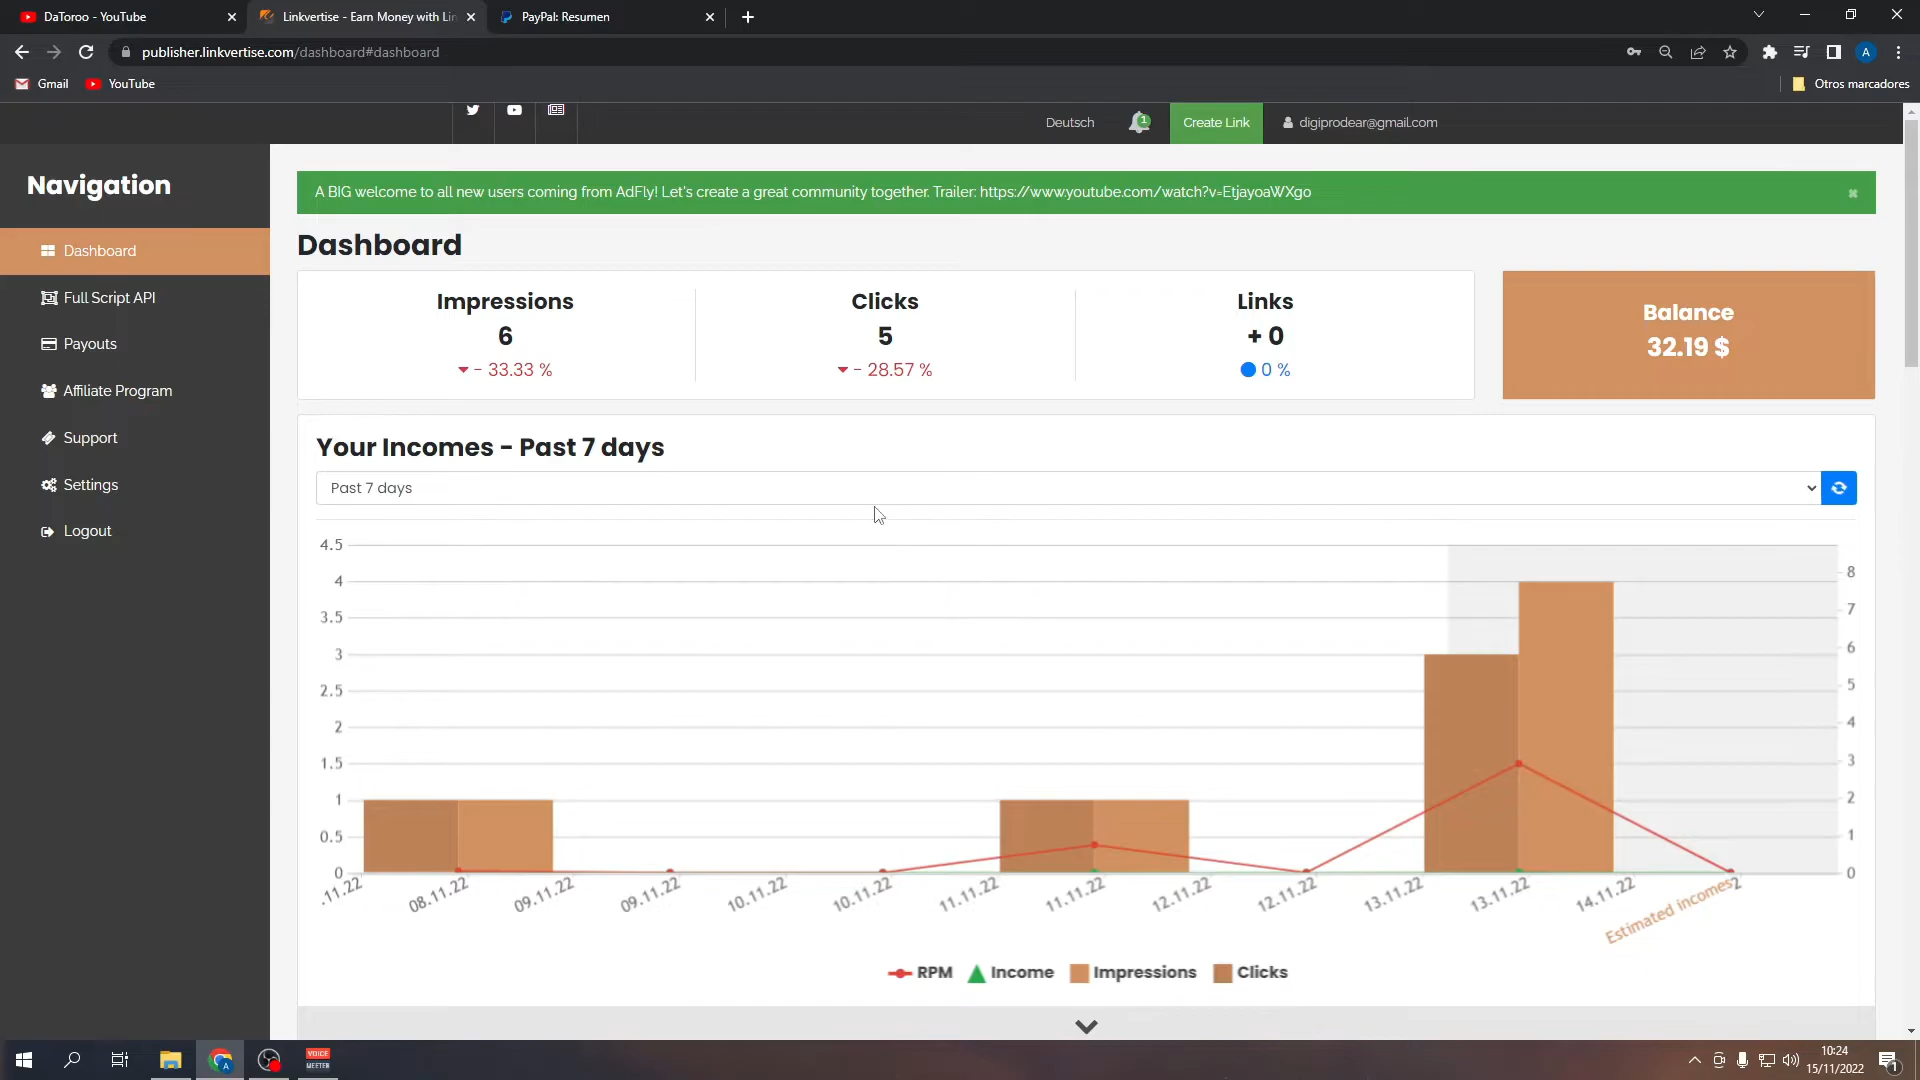 DaToroo - YouTube
Linkvertise - Earn Money with Lin
PayPal: Resumen
publisher.linkvertise.com/dashboard#dashboard
A
Gmail
YouTube
Otros marcadores
Deutsch
1
Create Link
digiprodear@gmail.com
Navigation
Dashboard
Full Script API
Payouts
Affiliate Program
Support
Settings
Logout
A BIG welcome to all new users coming from AdFly! Let's create a great community together. Trailer: https://www.youtube.com/watch?v=EtjayoaWXgo
Dashboard
Impressions
6
- 33.33 %
Clicks
5
- 28.57 %
Links
+ 0
0 %
Balance
32.19 $
Your Incomes - Past 7 days
Past 7 days
4.5
4
3.5
3
2.5
2
1.5
1
0.5
0
8
7
6
5
4
3
2
1
0
.11.22
08.11.22
09.11.22
09.11.22
10.11.22
10.11.22
11.11.22
11.11.22
12.11.22
12.11.22
13.11.22
13.11.22
14.11.22
2
Estimated incomes
RPM Income Impressions Clicks
VOICE
MEETER
10:24
15/11/2022
1